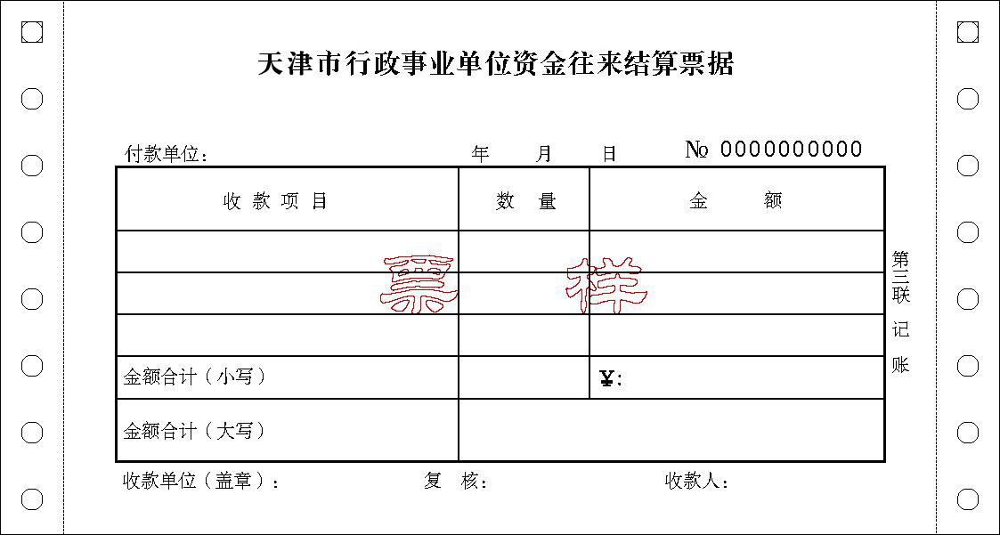 天津市行政事业单位资金往来结算票据
付款单位： 年 月 日 № 0000000000
收款项目 数量 金额
票样
金额合计（小写） ¥：
金额合计（大写）
收款单位（盖章）： 复核： 收款人：
第三联 记账